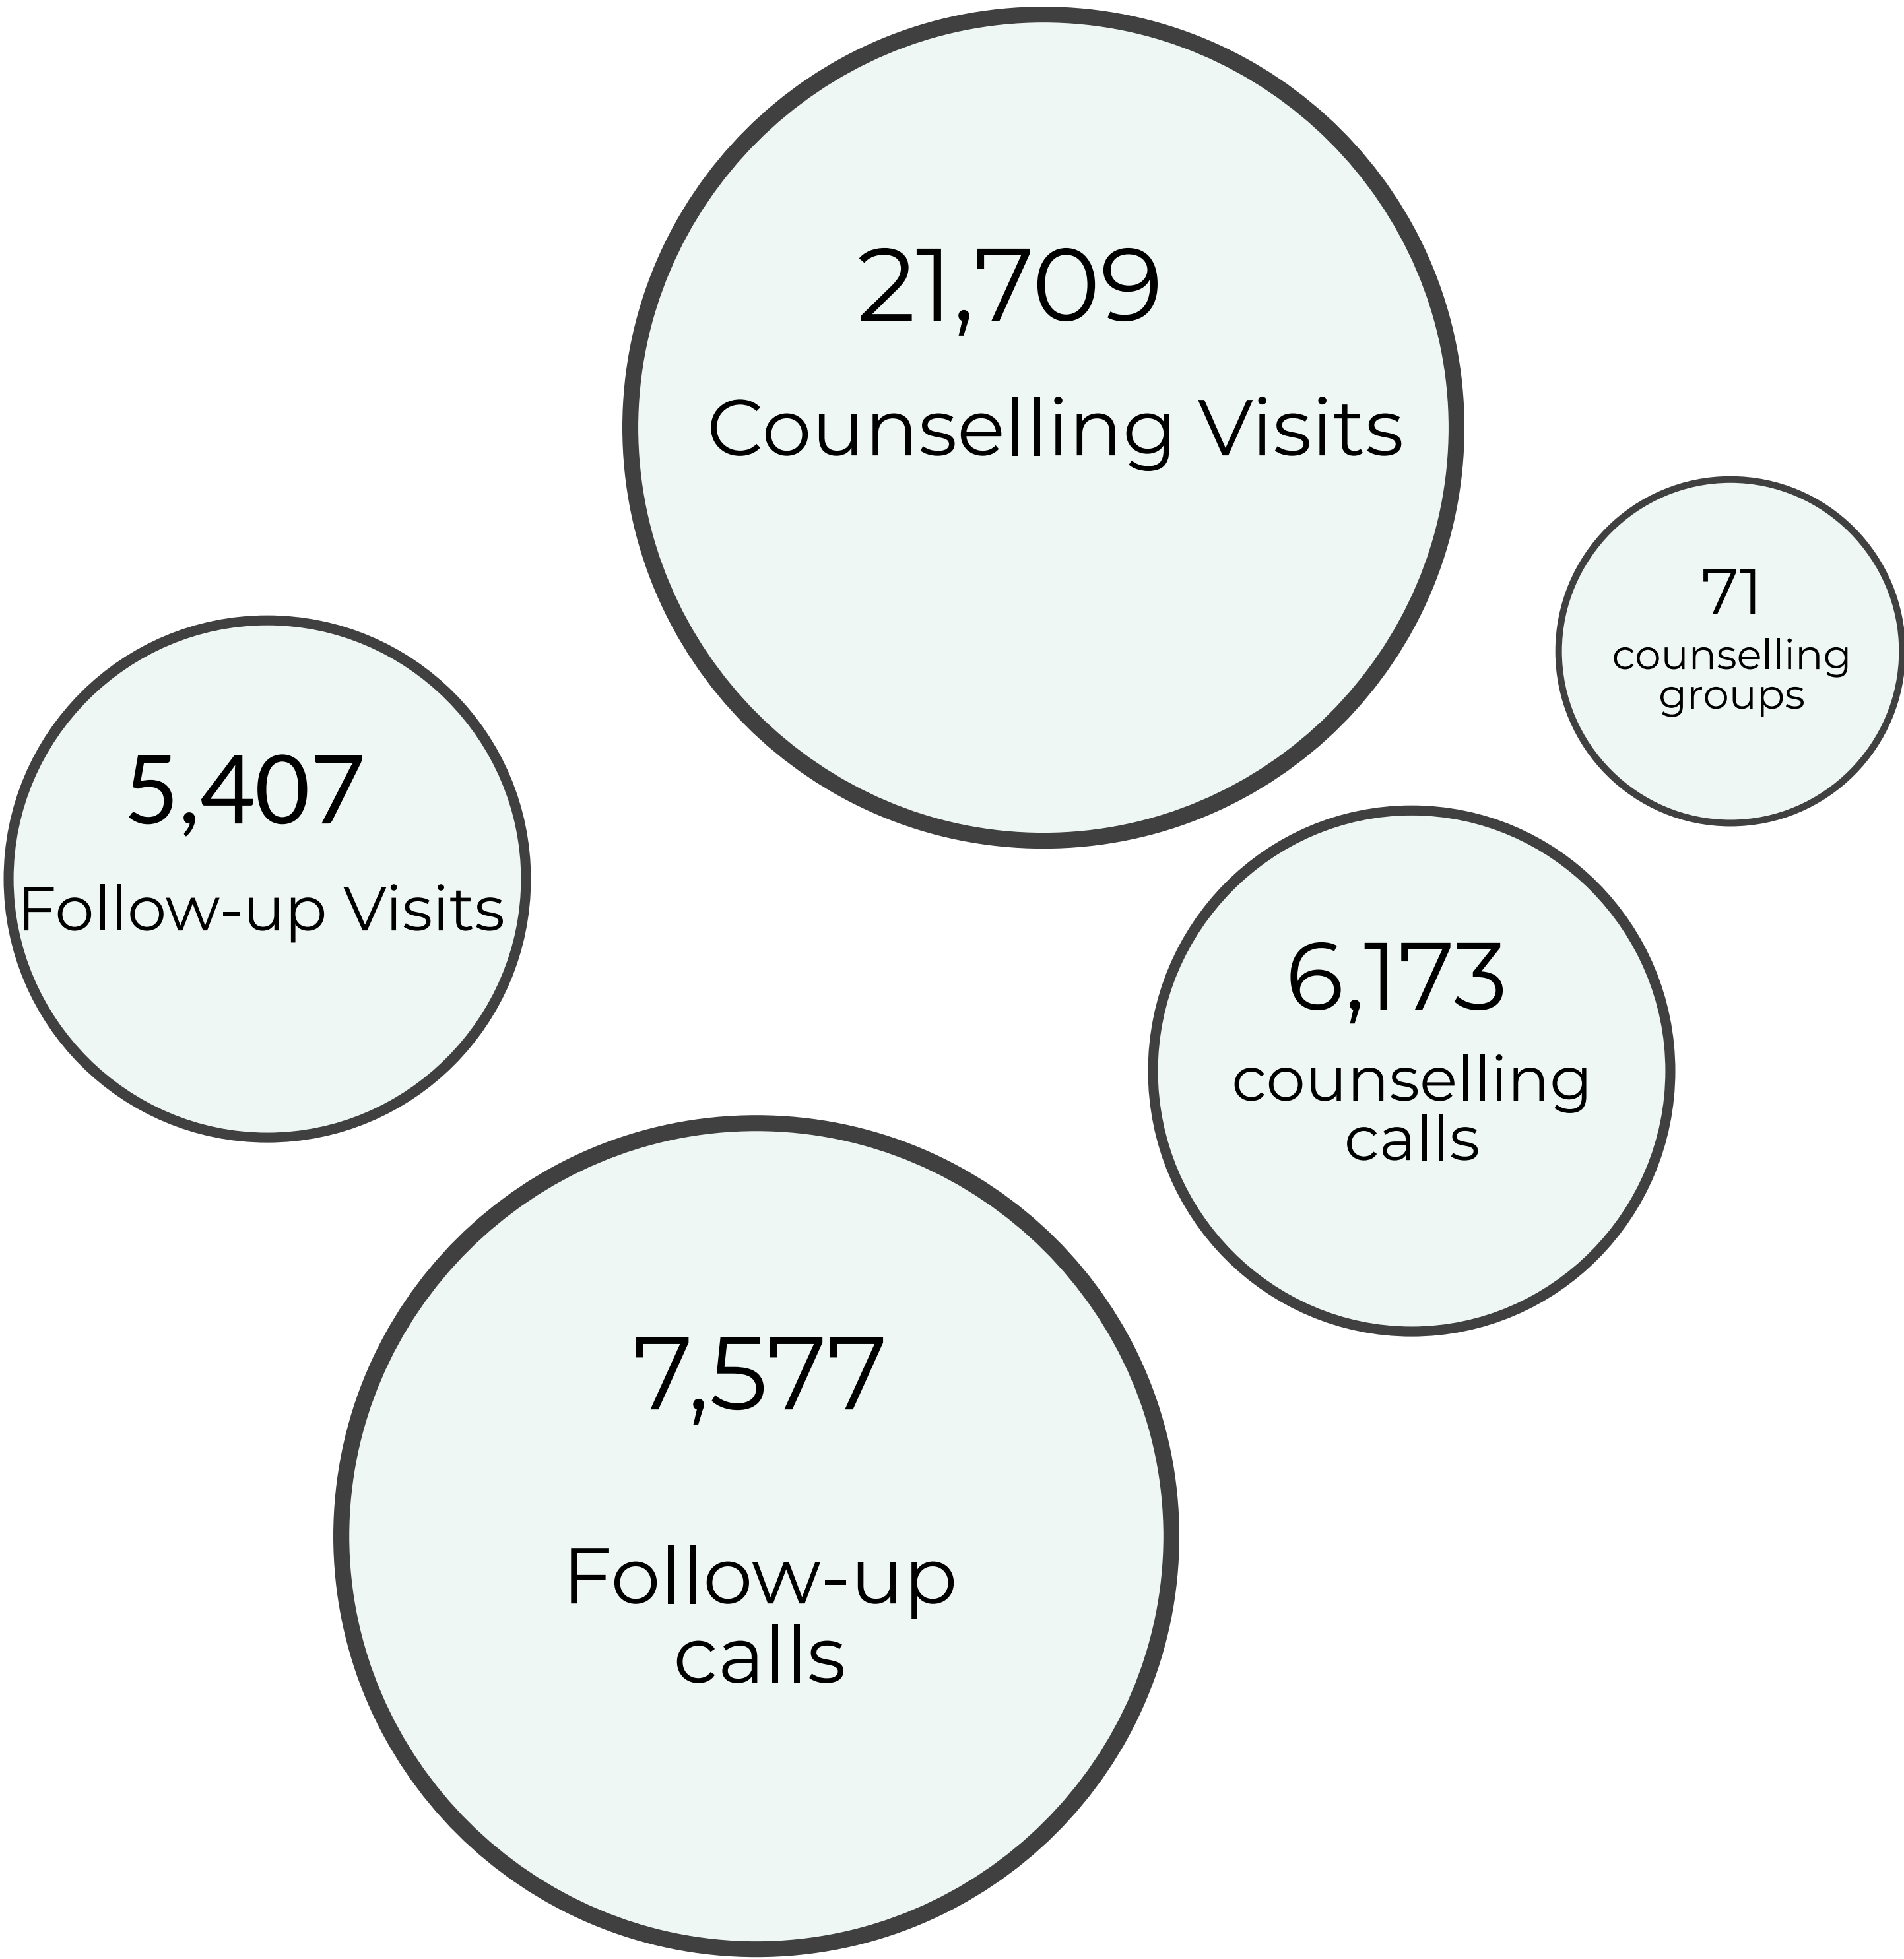 21,709
Counselling Visits
71
counselling
groups
5,407
Follow-up Visits
6,173
counselling
calls
7,577
Follow-up
calls